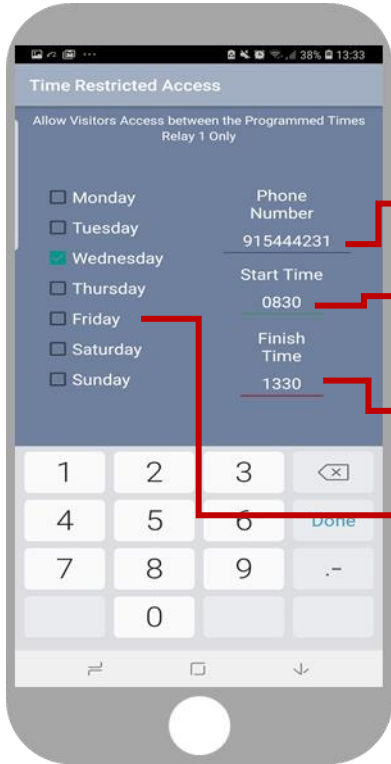 38% 13:33
Time Restricted Access
Allow Visitors Access between the Programmed Times
Relay 1 Only
Monday
Tuesday
Wednesday
Thursday
Friday
Saturday
Sunday
Phone
Number
915444231
Start Time
0830
Finish
Time
1330
1 2 3
4 5 6 Done
7 8 9 .-
0